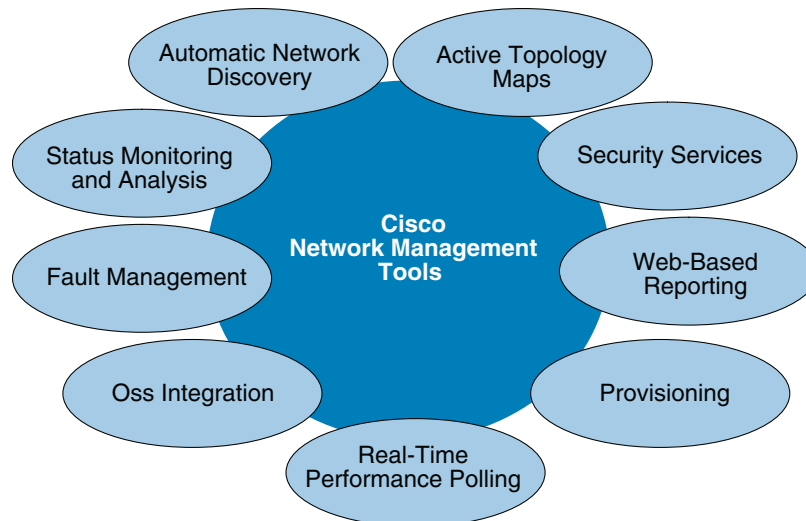 Automatic Network
Discovery
Active Topology
Maps
Status Monitoring
and Analysis
Security Services
Cisco
Network Management
Tools
Fault Management
Web-Based
Reporting
Oss Integration
Provisioning
Real-Time
Performance Polling